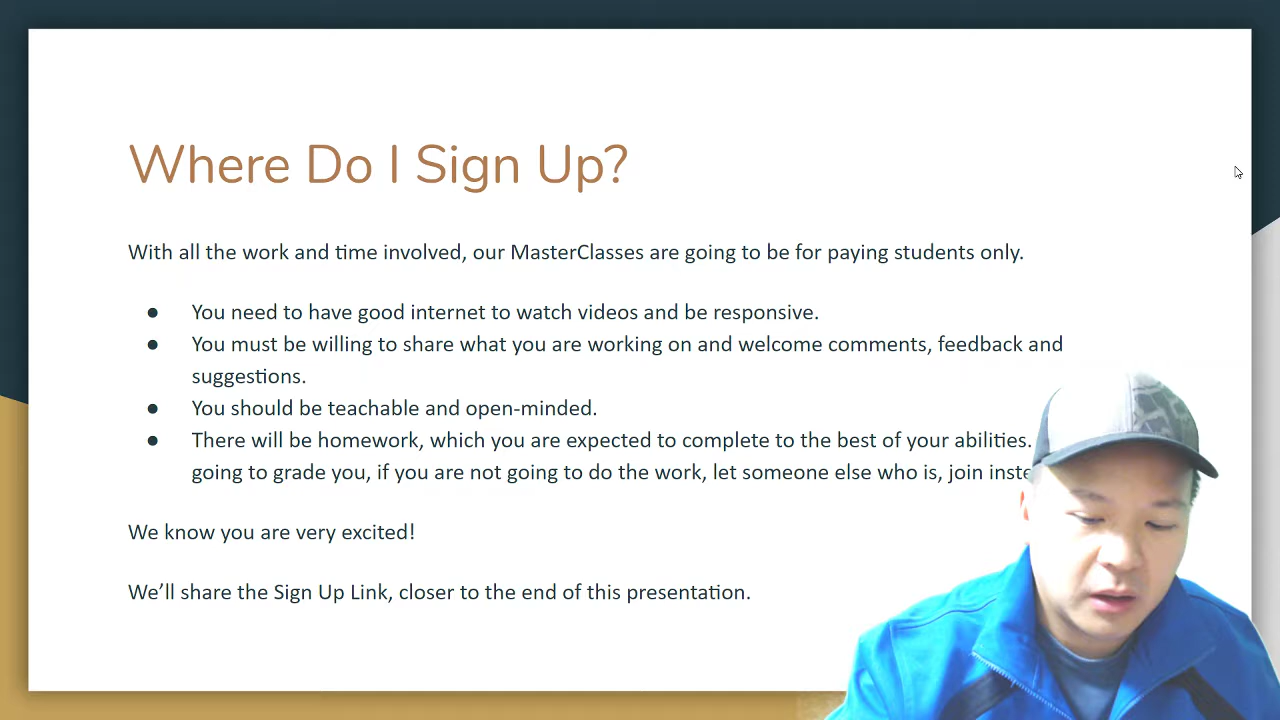 Where Do I Sign Up?
With all the work and time involved, our MasterClasses are going to be for paying students only.
● You need to have good internet to watch videos and be responsive.
● You must be willing to share what you are working on and welcome comments, feedback and
suggestions.
● You should be teachable and open-minded.
● There will be homework, which you are expected to complete to the best of your abilities.
going to grade you, if you are not going to do the work, let someone else who is, join
We know you are very excited!
We’ll share the Sign Up Link, closer to the end of this presentation.